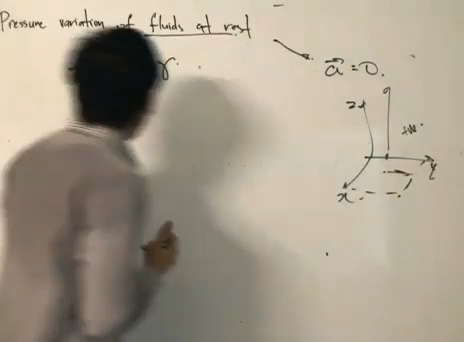 Pressure variation of fluids at rest
a = 0.
γ
z
y
x